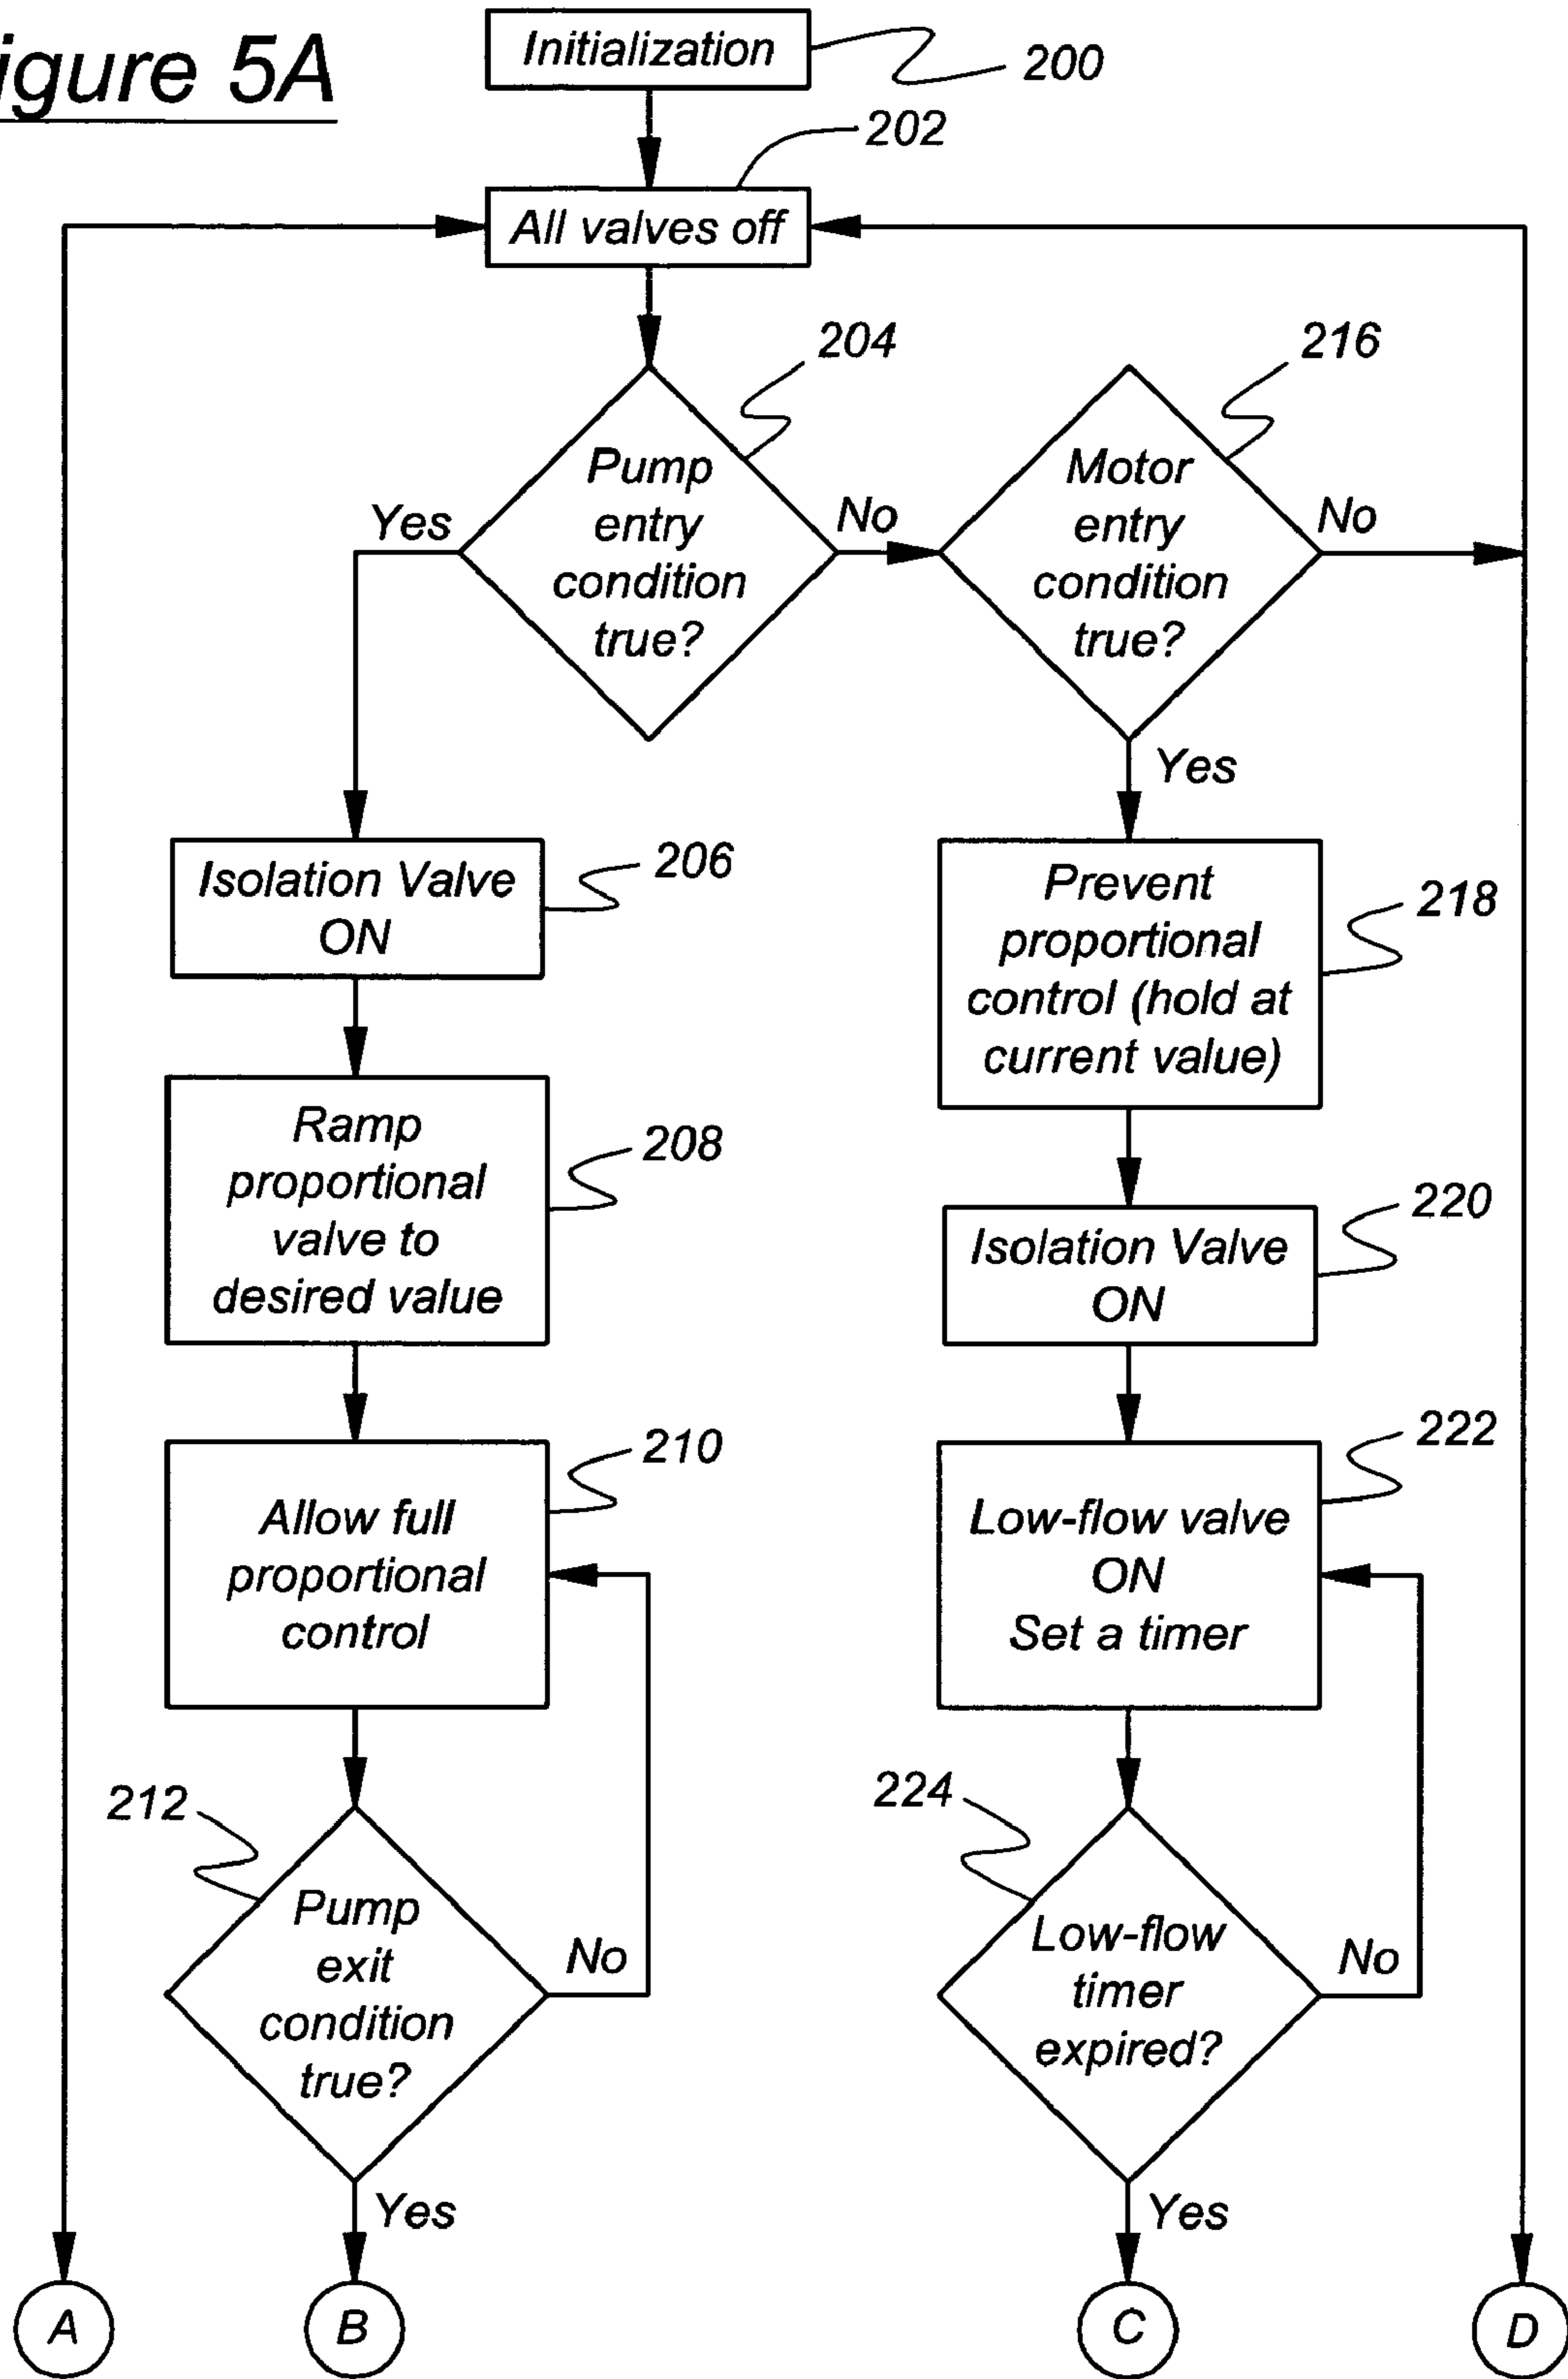 igure 5A
Initialization
200
202
All valves off
204
216
Pump
entry
condition
true?
Motor
entry
condition
true?
Yes
No
No
Yes
Isolation Valve
ON
206
Prevent
proportional
control (hold at
current value)
218
Ramp
proportional
valve to
desired value
208
Isolation Valve
ON
220
Allow full
proportional
control
210
Low-flow valve
ON
Set a timer
222
212
Pump
exit
condition
true?
No
Yes
224
Low-flow
timer
expired?
No
Yes
A
B
C
D